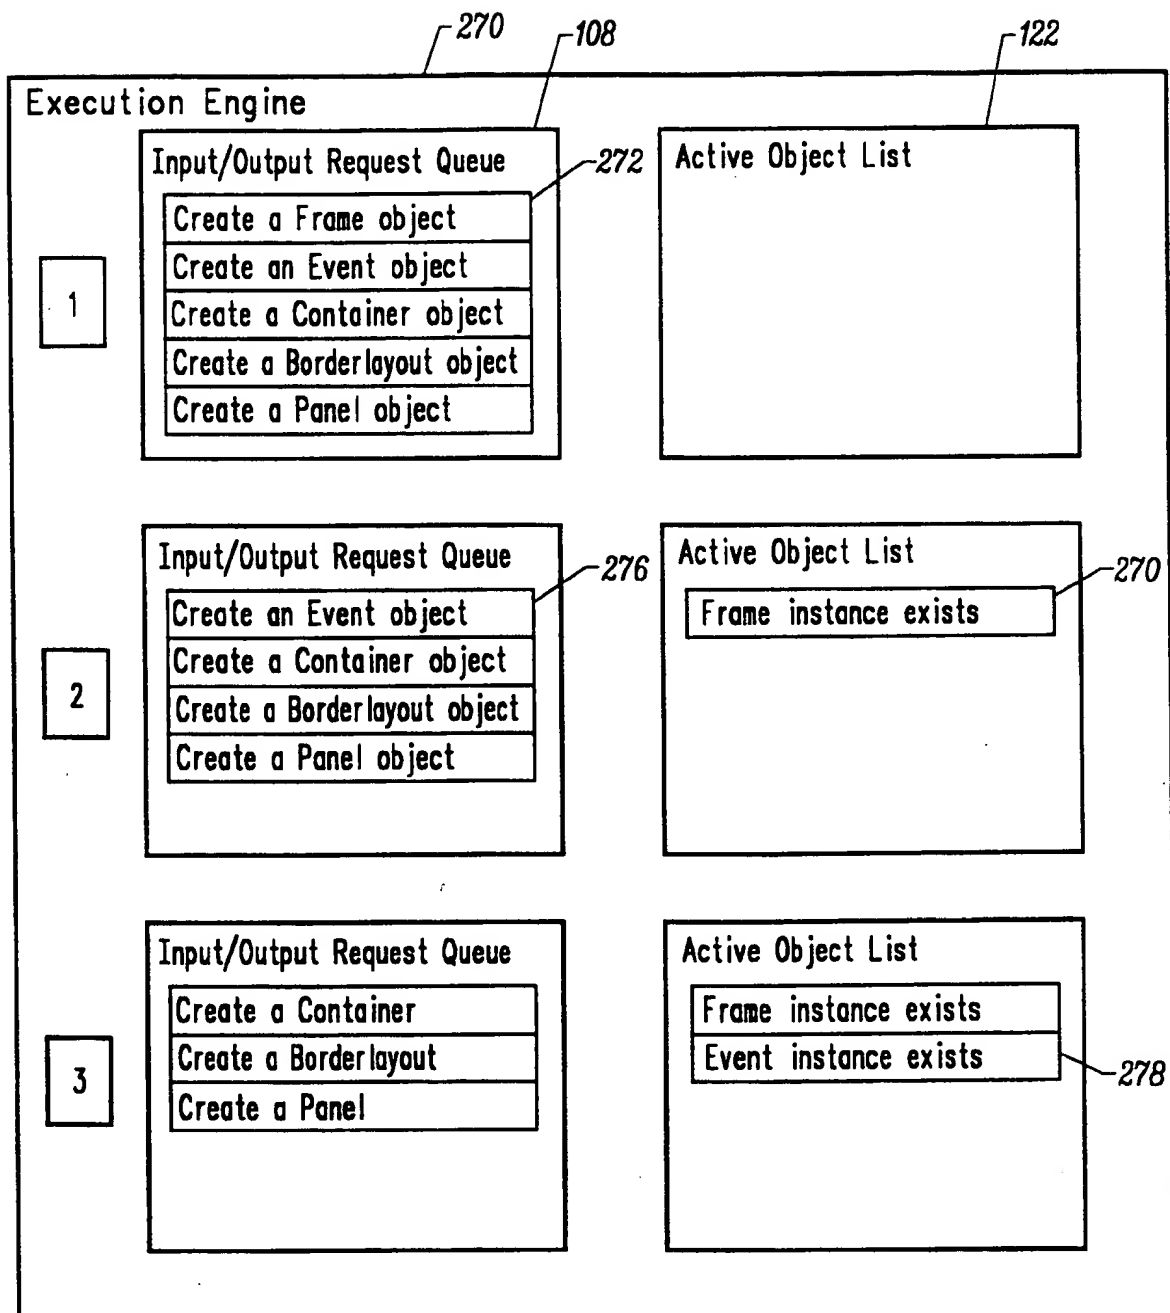 270
108
122
Execution Engine
Input/Output Request Queue
272
Create a Frame object
Create an Event object
Create a Container object
Create a Borderlayout object
Create a Panel object
Active Object List
1
Input/Output Request Queue
276
Create an Event object
Create a Container object
Create a Borderlayout object
Create a Panel object
Active Object List
270
Frame instance exists
2
Input/Output Request Queue
Create a Container
Create a Borderlayout
Create a Panel
Active Object List
Frame instance exists
Event instance exists
278
3